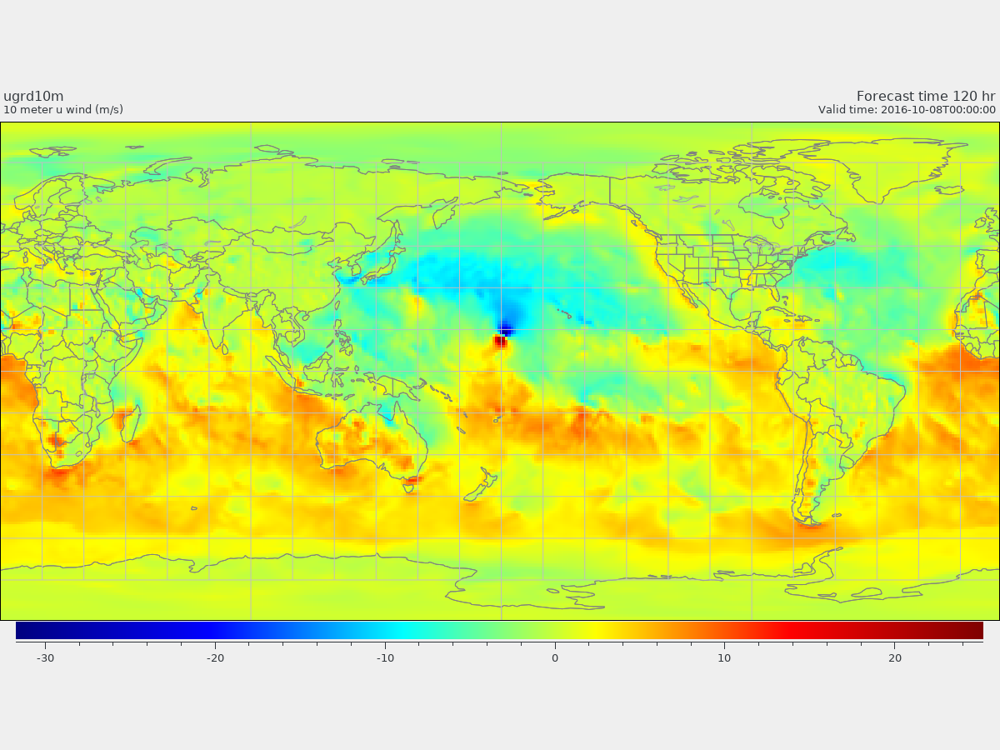 ugrd10m
Forecast time 120 hr
10 meter u wind (m/s)
Valid time: 2016-10-08T00:00:00
-30 -20 -10 0 10 20